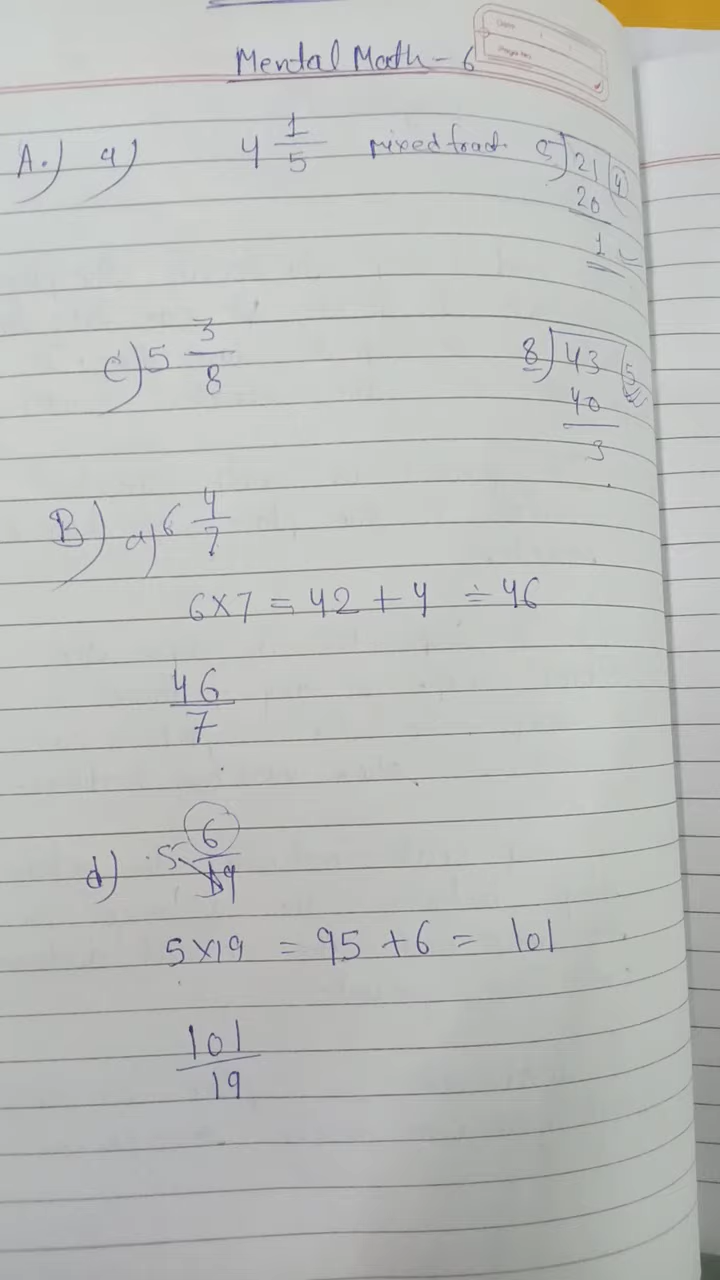 Mental Math - 6
A.) a) 4 1/5 mixed fract. 5)21(4
20
1
c) 5 3/8 8)43(5
40
3
B) a) 6 4/7
6×7 = 42 + 4 = 46
46/7
d) 5 6/19
5×19 = 95 + 6 = 101
101/19